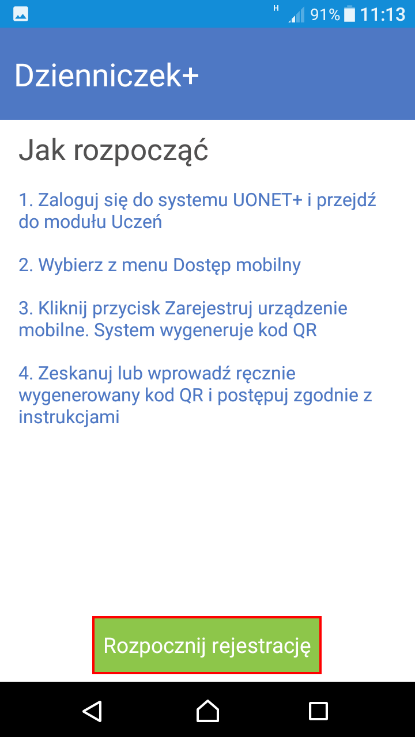 H 91% 11:13
Dzienniczek+
Jak rozpocząć
1. Zaloguj się do systemu UONET+ i przejdź
do modułu Uczeń
2. Wybierz z menu Dostęp mobilny
3. Kliknij przycisk Zarejestruj urządzenie
mobilne. System wygeneruje kod QR
4. Zeskanuj lub wprowadź ręcznie
wygenerowany kod QR i postępuj zgodnie z
instrukcjami
Rozpocznij rejestrację